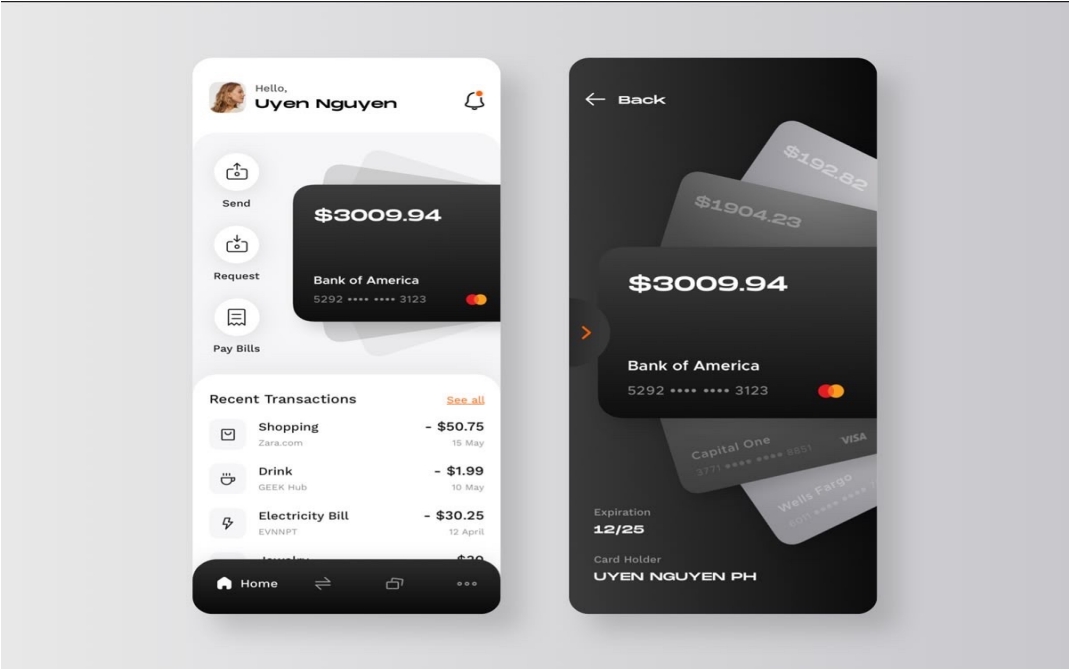 Hello,
Uyen Nguyen
Send
Request
Pay Bills
$3009.94
Bank of America
5292 •••• •••• 3123
Recent Transactions
See all
Shopping
- $50.75
Zara.com
15 May
Drink
- $1.99
GEEK Hub
10 May
Electricity Bill
- $30.25
EVNNPT
12 April
Home
Back
$192.82
$1904.23
$3009.94
Bank of America
5292 •••• •••• 3123
Capital One
VISA
3771 •••• •••• 8851
Wells Fargo
6011 •••• ••••
Expiration
12/25
Card Holder
UYEN NGUYEN PH